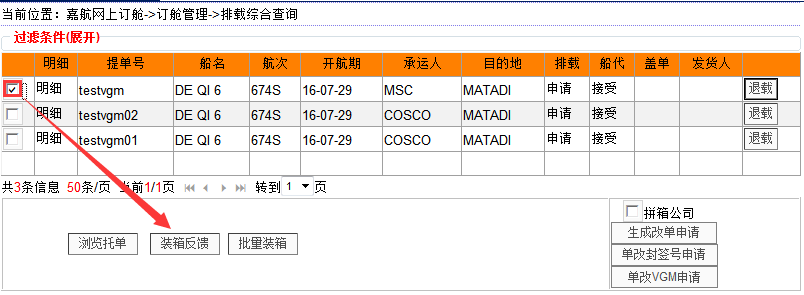 当前位置：嘉航网上订舱->订舱管理->排载综合查询
过滤条件(展开)
明细 提单号 船名 航次 开航期 承运人 目的地 排载 船代 盖单 发货人
明细 testvgm DE QI 6 674S 16-07-29 MSC MATADI 申请 接受 退载
明细 testvgm02 DE QI 6 674S 16-07-29 COSCO MATADI 申请 接受 退载
明细 testvgm01 DE QI 6 674S 16-07-29 COSCO MATADI 申请 接受 退载
共3条信息 50条/页 当前1/1页 转到 1 页
拼箱公司
浏览托单 装箱反馈 批量装箱
生成改单申请
单改封签号申请
单改VGM申请